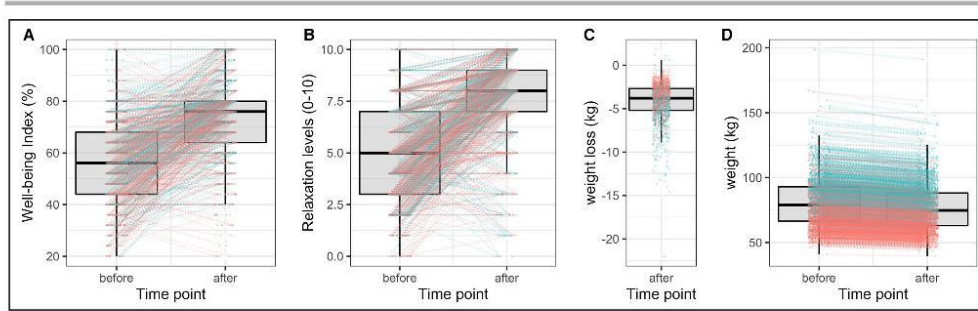 A
Well-being Index (%)
100
80
60
40
20
before
after
Time point
B
Relaxation levels (0-10)
10.0
7.5
5.0
2.5
0.0
before
after
Time point
C
weight loss (kg)
0
-5
-10
-15
-20
after
Time point
D
weight (kg)
200
150
100
50
before
after
Time point